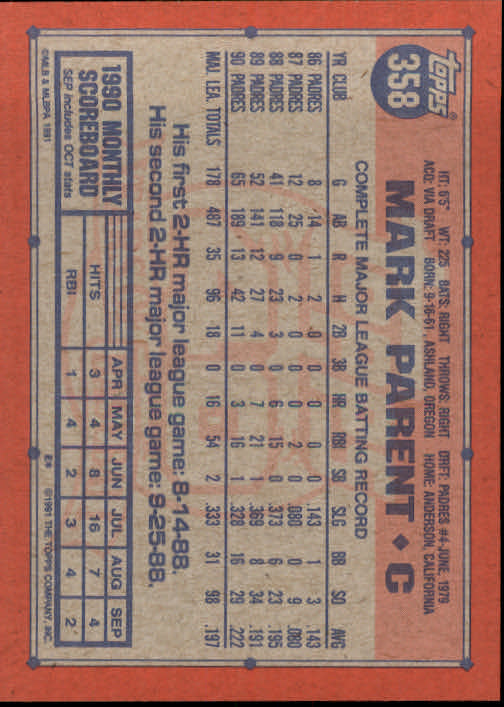 TOPPS®
358
MARK PARENT ♦ C
HT: 6'5" WT: 225 BATS: RIGHT THROWS: RIGHT DRFT: PADRES #4-JUNE, 1979
ACQ: VIA DRAFT BORN: 9-16-61, ASHLAND, OREGON HOME: ANDERSON, CALIFORNIA
COMPLETE MAJOR LEAGUE BATTING RECORD
YR CLUB G AB R H 2B 3B HR RBI SB SLG BB SO AVG
86 PADRES 8 14 1 2 0 0 0 0 0 .143 1 3 .143
87 PADRES 12 25 0 2 0 0 0 2 0 .080 0 9 .080
88 PADRES 41 118 9 23 3 0 6 15 0 .373 6 23 .195
89 PADRES 52 141 12 27 4 0 7 21 1 .369 8 34 .191
90 PADRES 65 189 13 42 11 0 3 16 1 .328 16 29 .222
MAJ. LEA. TOTALS 178 487 35 96 18 0 16 54 2 .333 31 98 .197
His first 2-HR major league game: 8-14-88.
His second 2-HR major league game: 9-25-88.
1990 MONTHLY
SCOREBOARD
SEP includes OCT stats
APR MAY JUN JUL AUG SEP
HITS 3 4 8 16 7 4
RBI 1 4 2 3 4 2
©MLB & MLBPA 1991
E* ©1991 THE TOPPS COMPANY, INC.